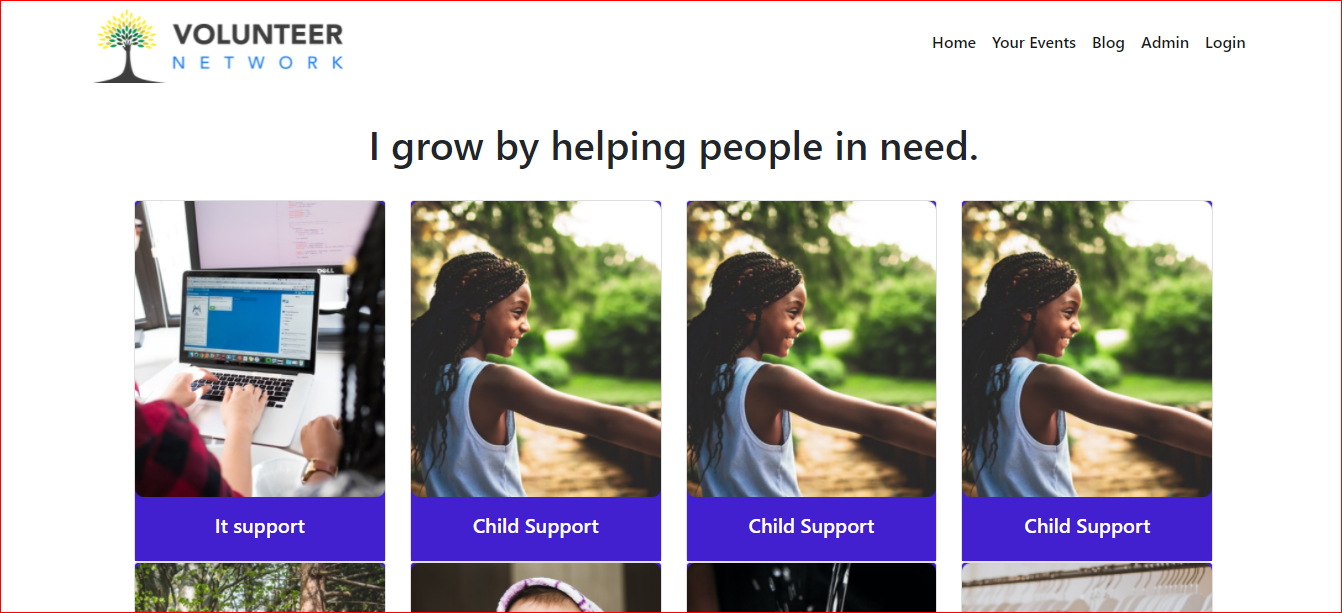 VOLUNTEER
NETWORK
Home Your Events Blog Admin Login
I grow by helping people in need.
It support
Child Support
Child Support
Child Support
DELL